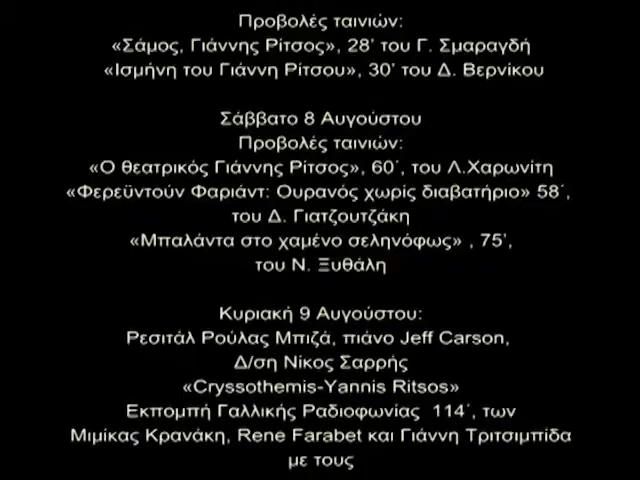 Προβολές ταινιών:
«Σάμος, Γιάννης Ρίτσος», 28’ του Γ. Σμαραγδή
«Ισμήνη του Γιάννη Ρίτσου», 30’ του Δ. Βερνίκου
Σάββατο 8 Αυγούστου
Προβολές ταινιών:
«Ο θεατρικός Γιάννης Ρίτσος», 60΄, του Λ.Χαρωνίτη
«Φερεϋντούν Φαριάντ: Ουρανός χωρίς διαβατήριο» 58΄,
του Δ. Γιατζουτζάκη
«Μπαλάντα στο χαμένο σεληνόφως» , 75’,
του Ν. Ξυθάλη
Κυριακή 9 Αυγούστου:
Ρεσιτάλ Ρούλας Μπιζά, πιάνο Jeff Carson,
Δ/ση Νίκος Σαρρής
«Cryssothemis-Yannis Ritsos»
Εκπομπή Γαλλικής Ραδιοφωνίας  114΄, των
Μιμίκας Κρανάκη, Rene Farabet και Γιάννη Τριτσιμπίδα
με τους